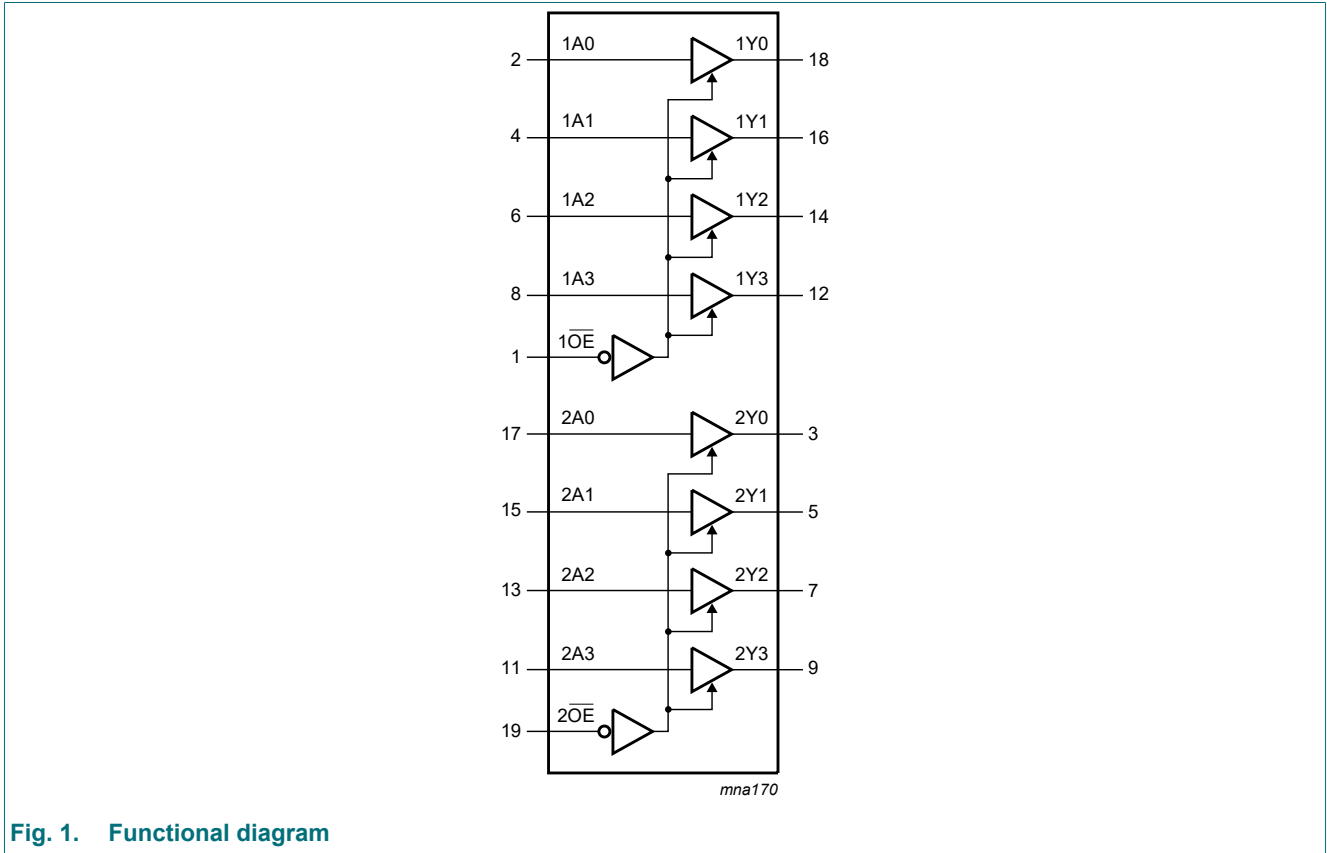 2 1A0 1Y0 18
4 1A1 1Y1 16
6 1A2 1Y2 14
8 1A3 1Y3 12
1 1O̅E̅
17 2A0 2Y0 3
15 2A1 2Y1 5
13 2A2 2Y2 7
11 2A3 2Y3 9
19 2O̅E̅
mna170
Fig. 1. Functional diagram